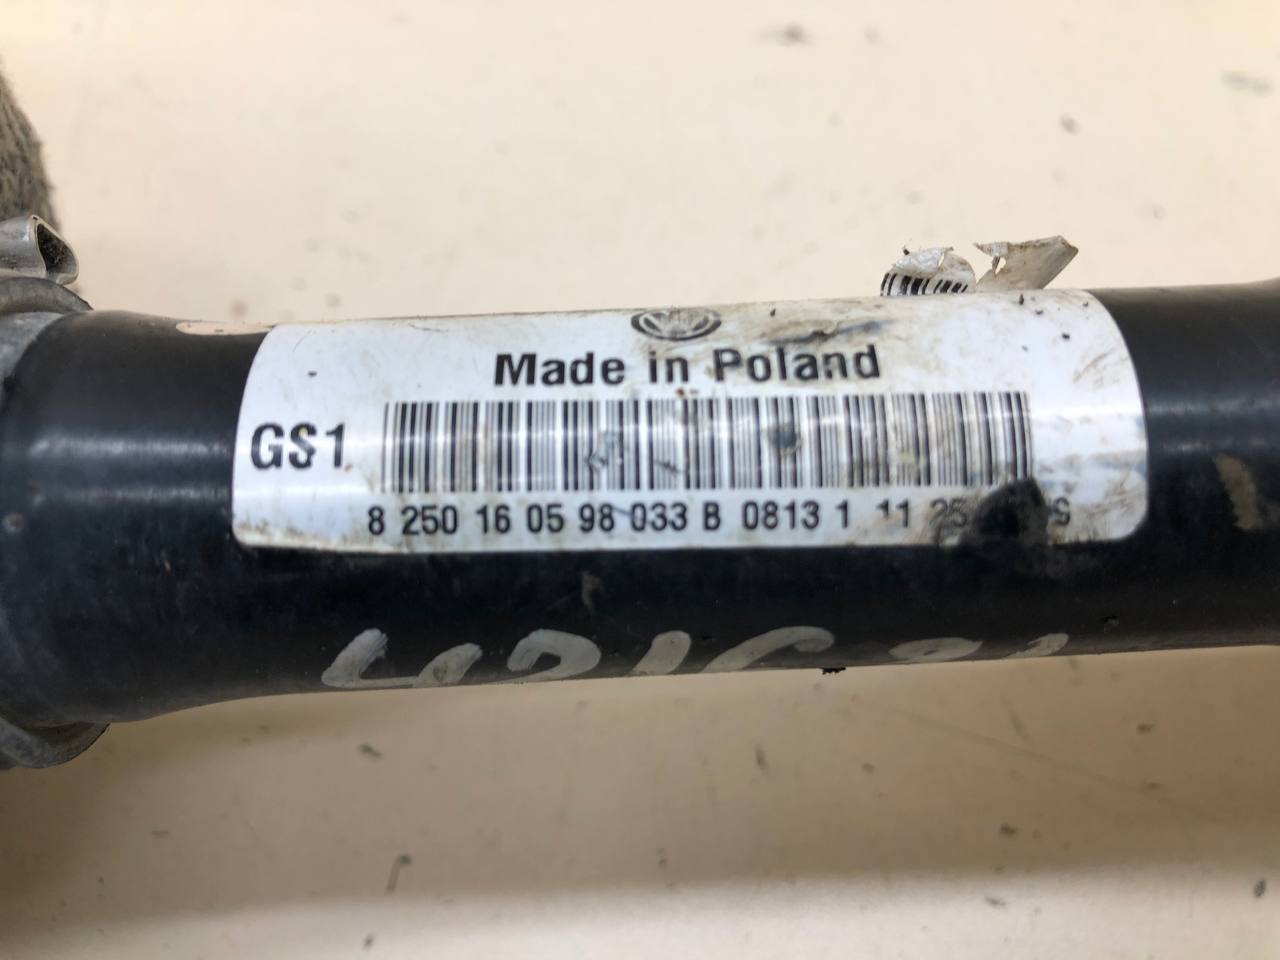 Made in Poland
GS1
8 250 16 05 98 033 B 0813 1 11